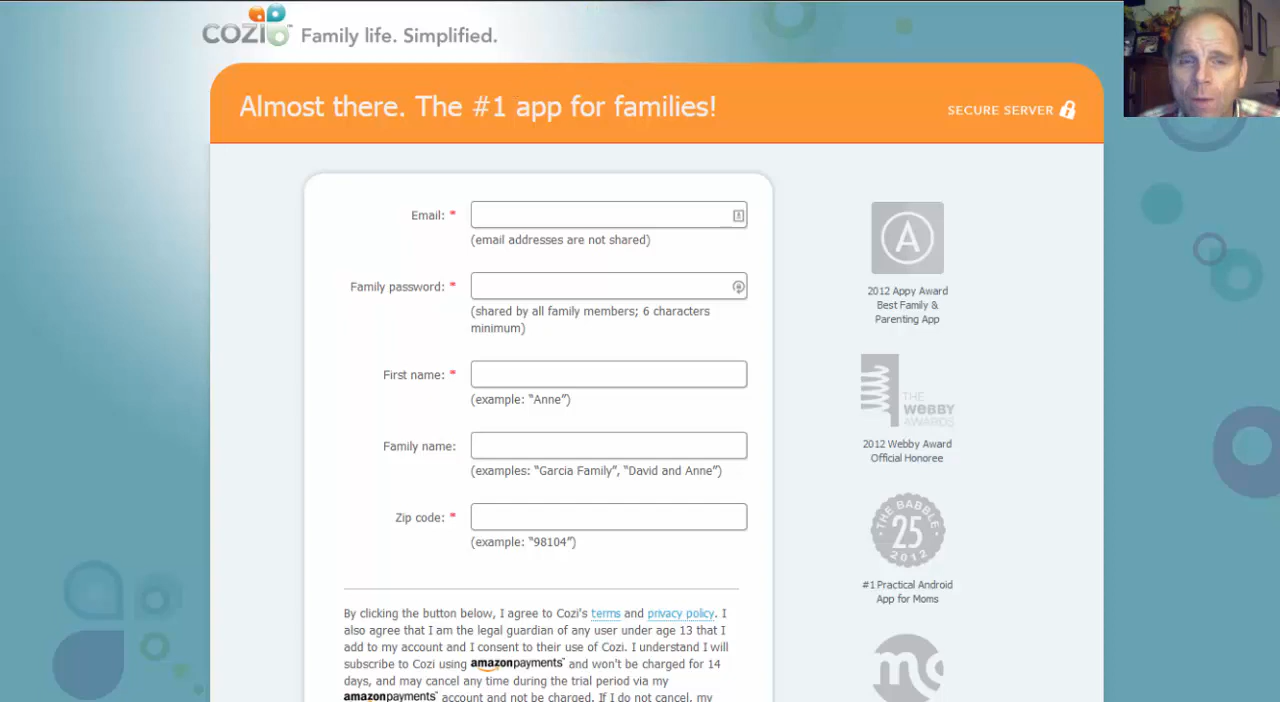 COZI™ Family life. Simplified.
Almost there. The #1 app for families!
SECURE SERVER
Email: *
(email addresses are not shared)
Family password: *
(shared by all family members; 6 characters
minimum)
First name: *
(example: "Anne")
Family name:
(examples: "Garcia Family", "David and Anne")
Zip code: *
(example: "98104")
By clicking the button below, I agree to Cozi's terms and privacy policy. I
also agree that I am the legal guardian of any user under age 13 that I
add to my account and I consent to their use of Cozi. I understand I will
subscribe to Cozi using amazonpayments™ and won't be charged for 14
days, and may cancel any time during the trial period via my
amazonpayments™ account and not be charged. If I do not cancel, my
A
2012 Appy Award
Best Family &
Parenting App
THE
WEBBY
AWARDS
2012 Webby Award
Official Honoree
THE BABBLE
25
2012
#1 Practical Android
App for Moms